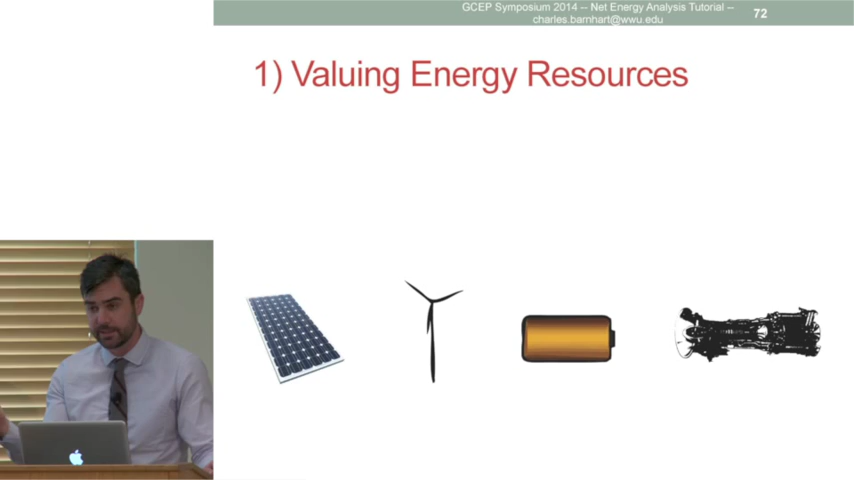 GCEP Symposium 2014 -- Net Energy Analysis Tutorial --
charles.barnhart@wwu.edu
72
1) Valuing Energy Resources